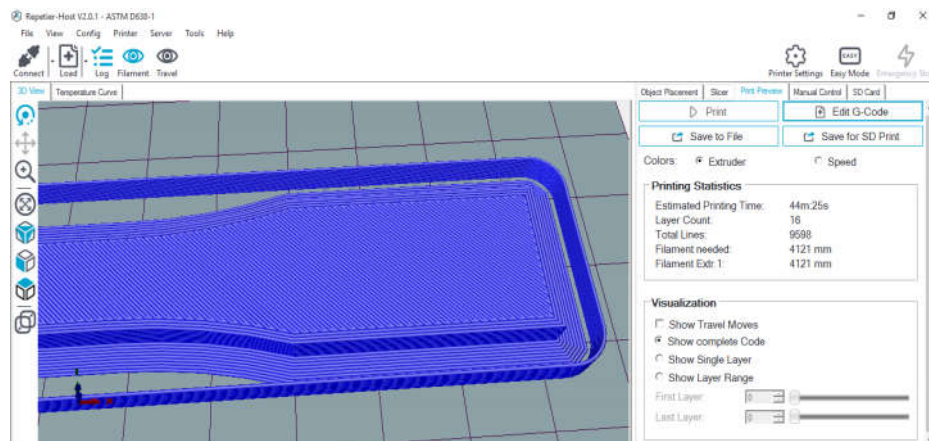 Repetier-Host V2.0.1 - ASTM D638-1
File View Config Printer Server Tools Help
Connect Load Log Filament Travel
Printer Settings Easy Mode Emergency
EASY
3D View Temperature Curve
Object Placement Slicer Print Preview Manual Control SD Card
Print Edit G-Code
Save to File Save for SD Print
Colors: Extruder Speed
Printing Statistics
Estimated Printing Time: 44m:25s
Layer Count: 16
Total Lines: 9598
Filament needed: 4121 mm
Filament Extr.1: 4121 mm
Visualization
Show Travel Moves
Show complete Code
Show Single Layer
Show Layer Range
First Layer: 0
Last Layer: 0